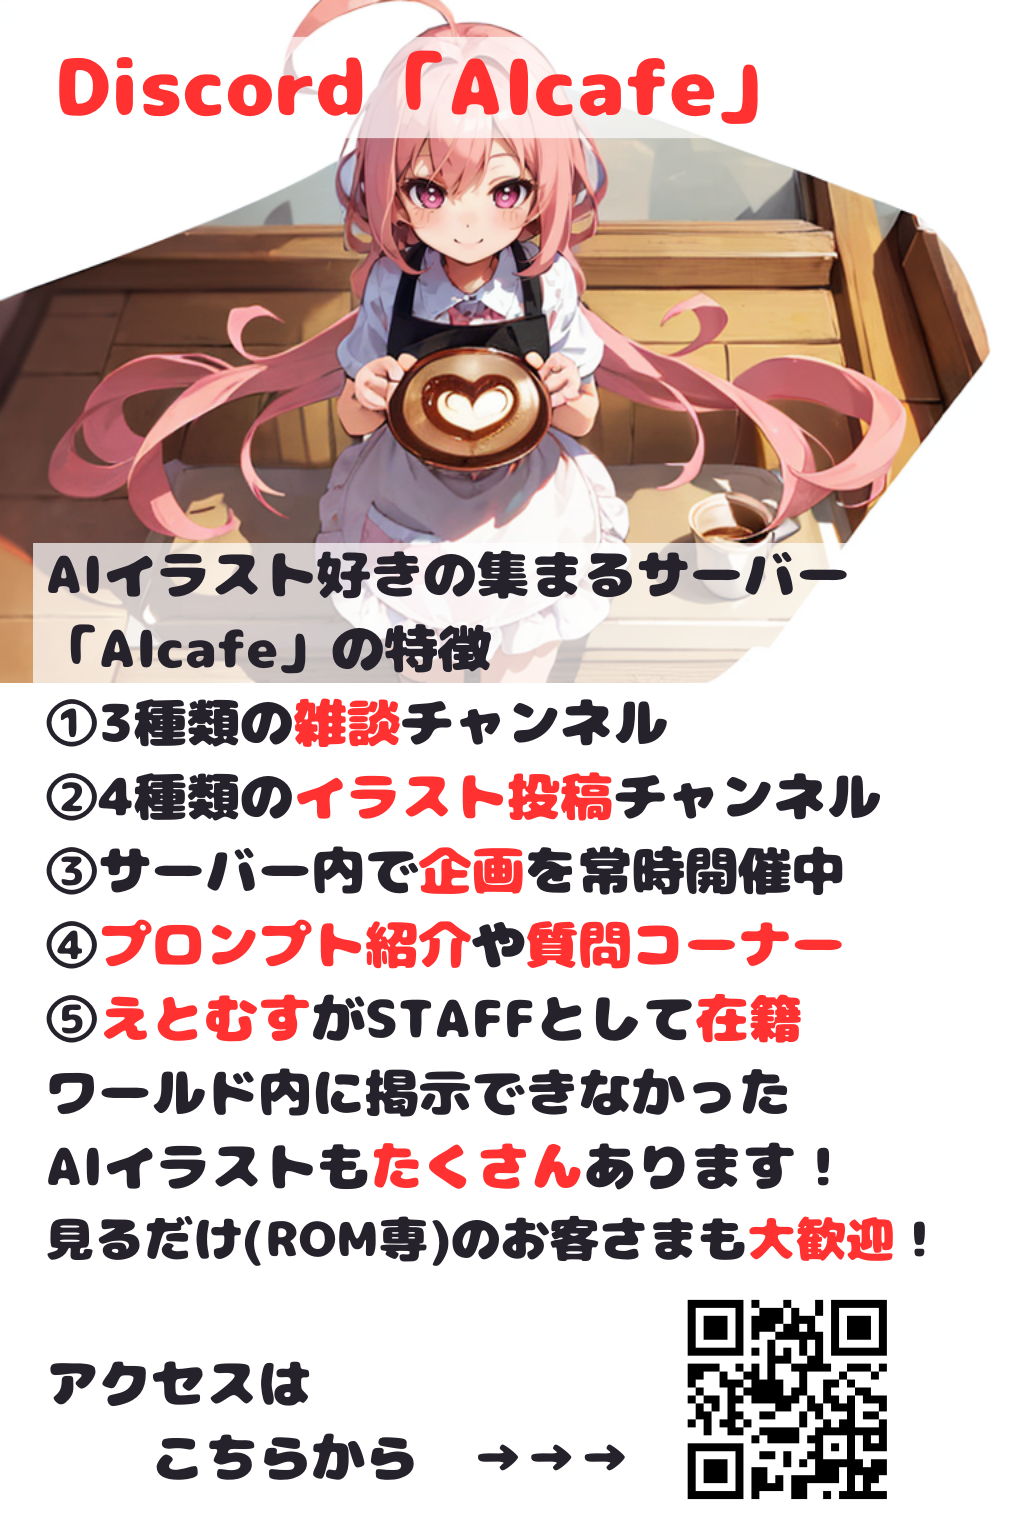 Discord「AIcafe」
AIイラスト好きの集まるサーバー
「AIcafe」の特徴
①3種類の雑談チャンネル
②4種類のイラスト投稿チャンネル
③サーバー内で企画を常時開催中
④プロンプト紹介や質問コーナー
⑤えとむすがSTAFFとして在籍
ワールド内に掲示できなかった
AIイラストもたくさんあります！
見るだけ(ROM専)のお客さまも大歓迎！
アクセスは
こちらから →→→